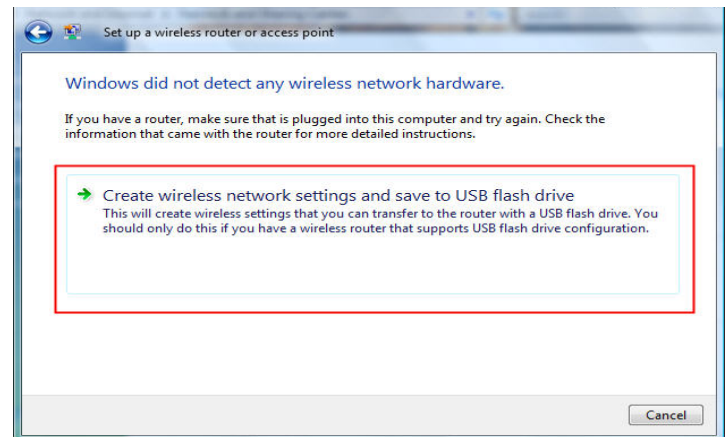 Set up a wireless router or access point
Windows did not detect any wireless network hardware.
If you have a router, make sure that is plugged into this computer and try again. Check the
information that came with the router for more detailed instructions.
Create wireless network settings and save to USB flash drive
This will create wireless settings that you can transfer to the router with a USB flash drive. You
should only do this if you have a wireless router that supports USB flash drive configuration.
Cancel